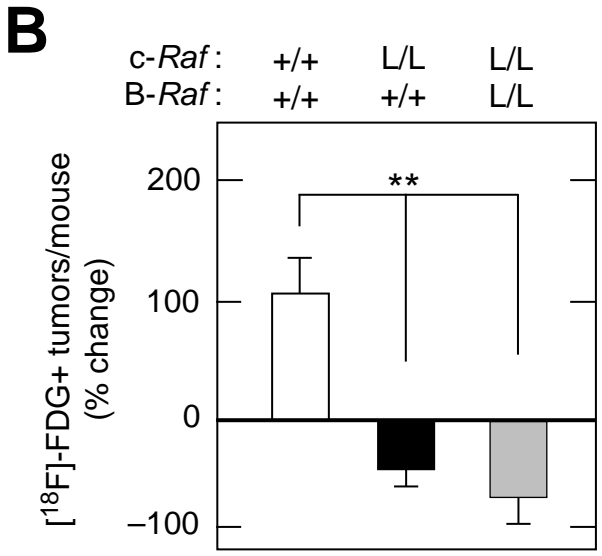 B
c-Raf: +/+ L/L L/L
B-Raf: +/+ +/+ L/L
[18F]-FDG+ tumors/mouse
(% change)
200
**
100
0
–100